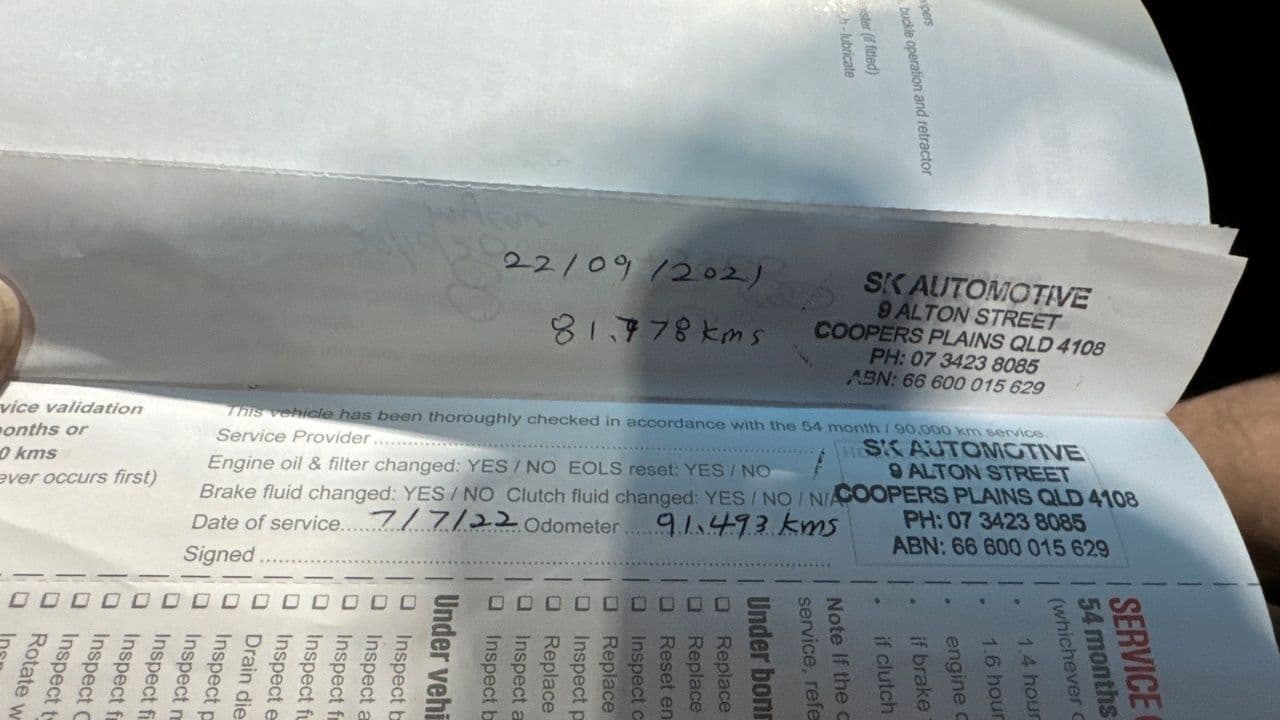 buckle operation and retractor
(if fitted)
h - lubricate
22/09/2021
81.778 kms
SK AUTOMOTIVE
9 ALTON STREET
COOPERS PLAINS QLD 4108
PH: 07 3423 8085
ABN: 66 600 015 629
vice validation
onths or
0 kms
ever occurs first)
This vehicle has been thoroughly checked in accordance with the 54 month / 90,000 km service.
Service Provider
Engine oil & filter changed: YES / NO EOLS reset: YES / NO
Brake fluid changed: YES / NO Clutch fluid changed: YES / NO / N/A
Date of service 7/7/22 Odometer 91.493 kms
Signed
SK AUTOMOTIVE
9 ALTON STREET
COOPERS PLAINS QLD 4108
PH: 07 3423 8085
ABN: 66 600 015 629
SERVICE
54 months
(whichever
• 1.4 hour
• 1.6 hour
• engine
• if brake
• if clutch
Note If the
service, refe
Under bonn
Replace
Replace
Reset en
Inspect c
Replace
Inspect p
Replace
Inspect a
Inspect b
Under vehi
Inspect b
Inspect a
Inspect fi
Inspect fu
Inspect e
Drain die
Inspect p
Inspect n
Inspect fi
Inspect fi
Inspect C
Inspect ty
Rotate w